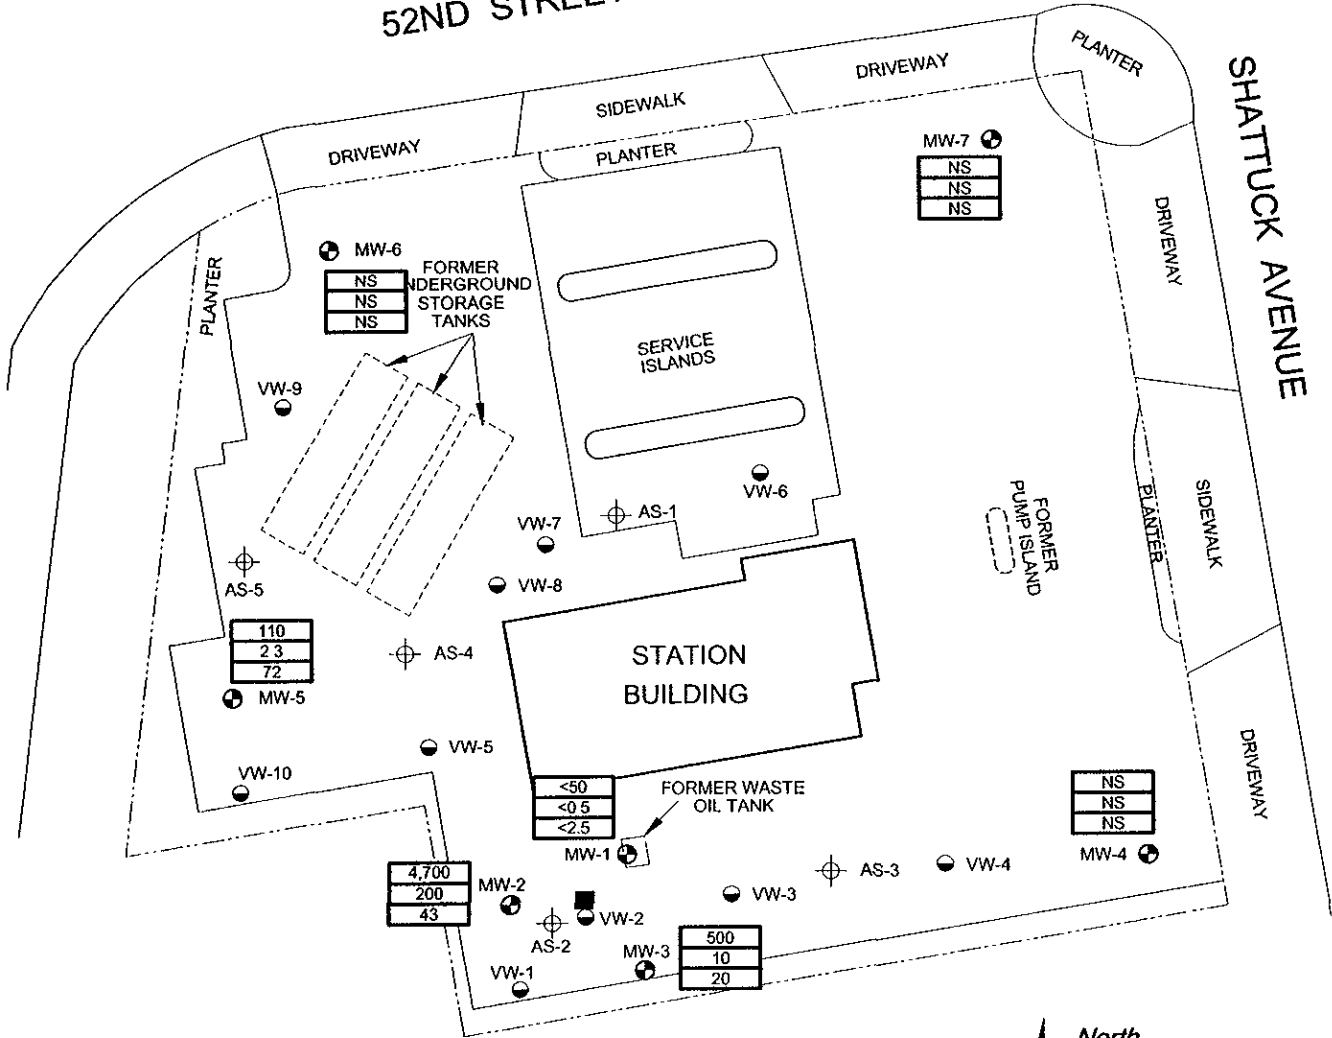 52ND STREET
SHATTUCK AVENUE
PLANTER
DRIVEWAY
SIDEWALK
DRIVEWAY
PLANTER
MW-7
NS
NS
NS
DRIVEWAY
MW-6
NS
NS
NS
FORMER
NDERGROUND
STORAGE
TANKS
PLANTER
SERVICE
ISLANDS
VW-9
VW-6
AS-1
VW-7
VW-8
FORMER
PUMP ISLAND
PLANTER
SIDEWALK
AS-5
110
2 3
72
MW-5
AS-4
STATION
BUILDING
VW-5
VW-10
DRIVEWAY
<50
<0 5
<2.5
FORMER WASTE
OIL TANK
MW-1
NS
NS
NS
MW-4
4,700
200
43
MW-2
AS-3
VW-4
VW-3
VW-2
AS-2
MW-3
500
10
20
VW-1
North